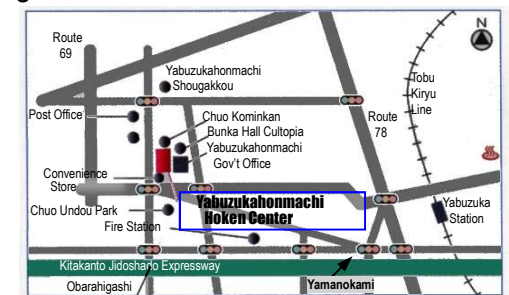 Route
69
N
Yabuzukahonmachi
Shougakkou
Tobu
Kiryu
Line
Post Office
Chuo Kominkan
Bunka Hall Cultopia
Yabuzukahonmachi
Gov't Office
Route
78
Convenience
Store
Yabuzukahonmachi
Hoken Center
Chuo Undou Park
Fire Station
Yabuzuka
Station
Kitakanto Jidosharlo Expressway
Obarahigashi
Yamanokami